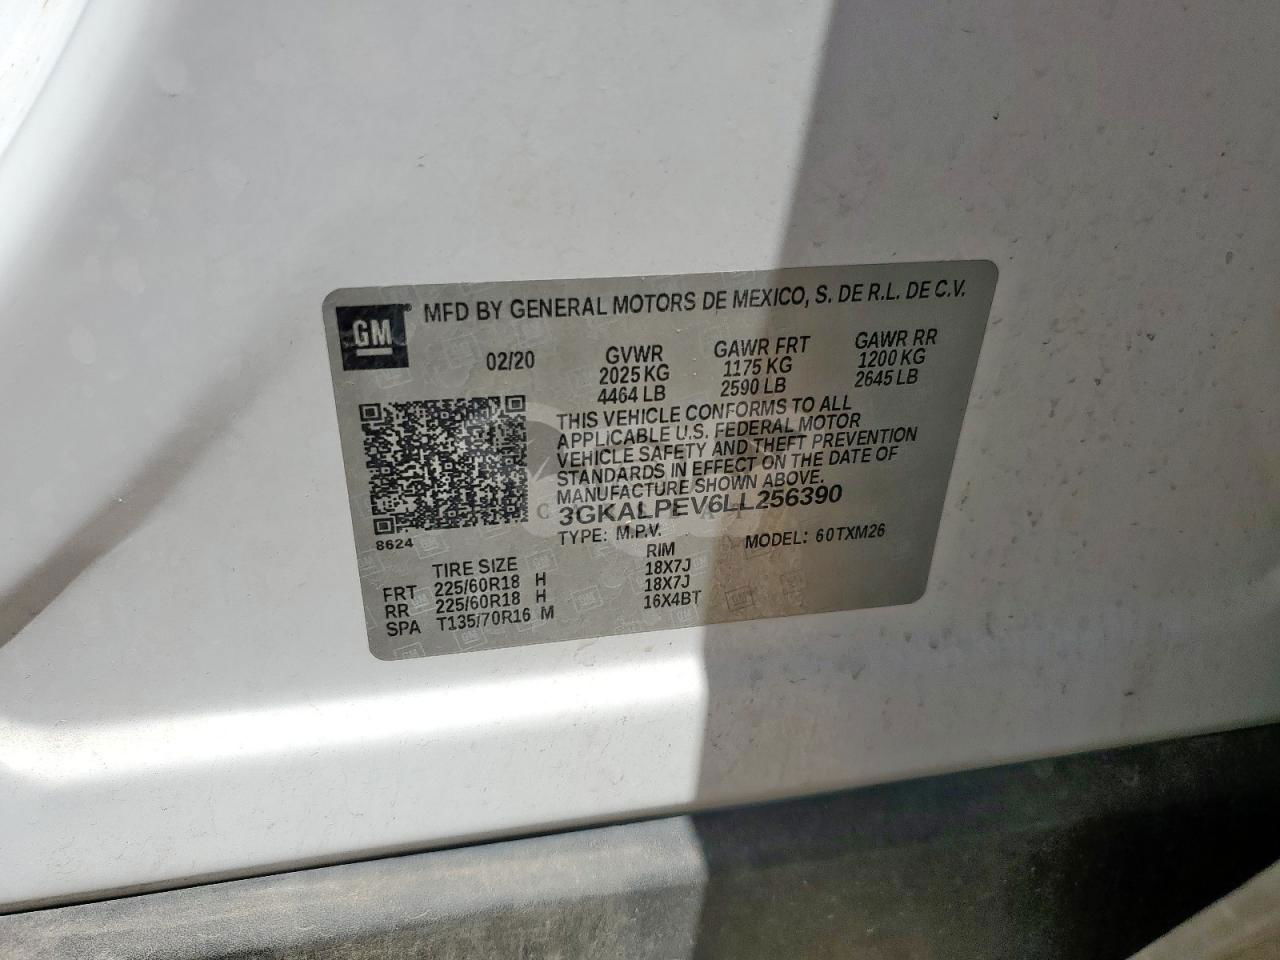 GM MFD BY GENERAL MOTORS DE MEXICO, S. DE R.L. DE C.V.
02/20 GVWR GAWR FRT GAWR RR
2025 KG 1175 KG 1200 KG
4464 LB 2590 LB 2645 LB
THIS VEHICLE CONFORMS TO ALL
APPLICABLE U.S. FEDERAL MOTOR
VEHICLE SAFETY AND THEFT PREVENTION
STANDARDS IN EFFECT ON THE DATE OF
MANUFACTURE SHOWN ABOVE.
3GKALPEV6LL256390
TYPE: M.P.V. MODEL: 60TXM26
8624
TIRE SIZE RIM
FRT 225/60R18 H 18X7J
RR 225/60R18 H 18X7J
SPA T135/70R16 M 16X4BT